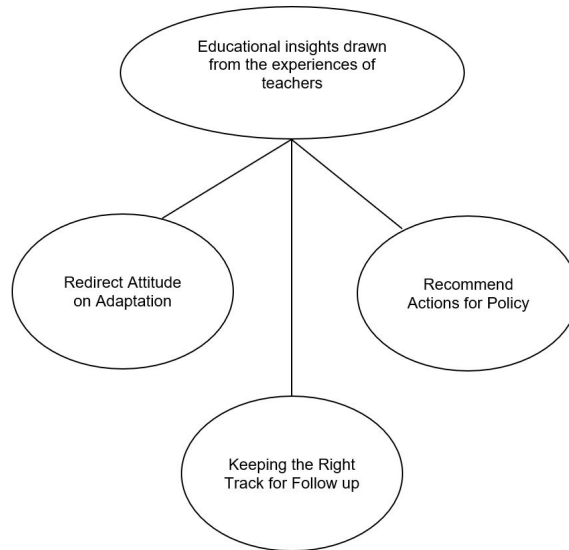 Educational insights drawn
from the experiences of
teachers
Redirect Attitude
on Adaptation
Recommend
Actions for Policy
Keeping the Right
Track for Follow up